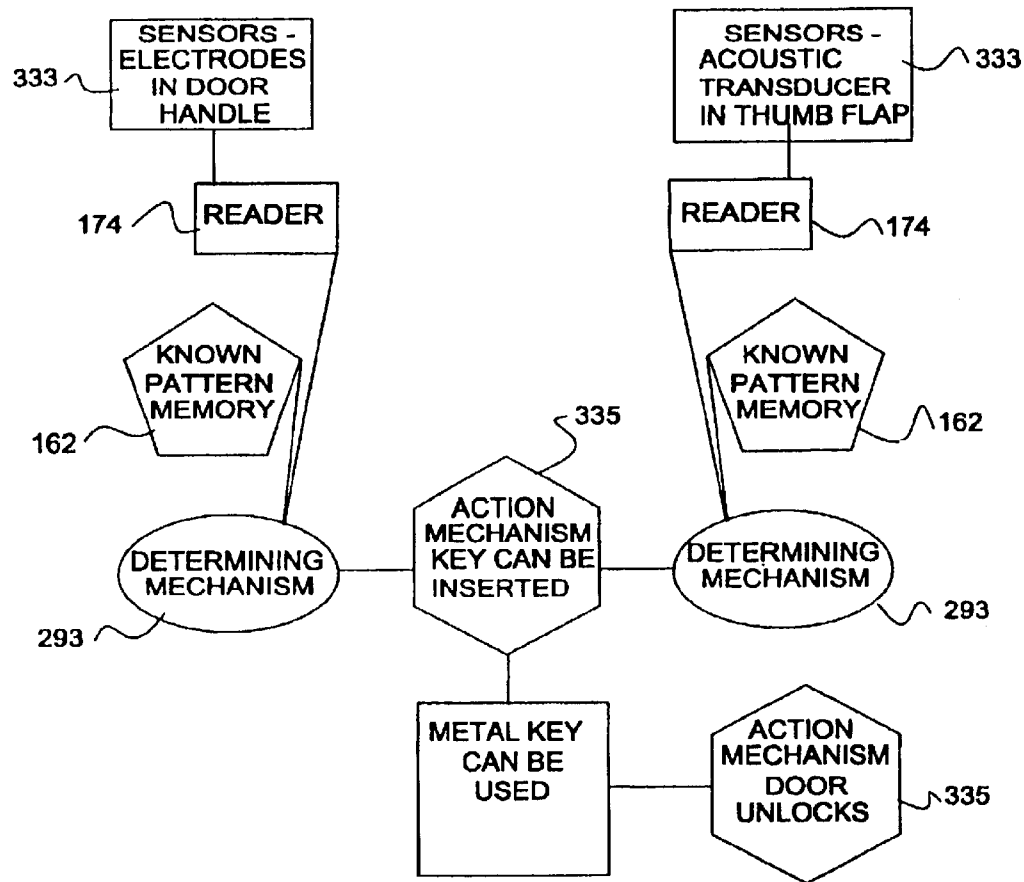 SENSORS -
ELECTRODES
IN DOOR
HANDLE
333
SENSORS -
ACOUSTIC
TRANSDUCER
IN THUMB FLAP
333
READER
174
READER
174
KNOWN
PATTERN
MEMORY
162
KNOWN
PATTERN
MEMORY
162
335
ACTION
MECHANISM
KEY CAN BE
INSERTED
DETERMINING
MECHANISM
293
DETERMINING
MECHANISM
293
METAL KEY
CAN BE
USED
ACTION
MECHANISM
DOOR
UNLOCKS
335